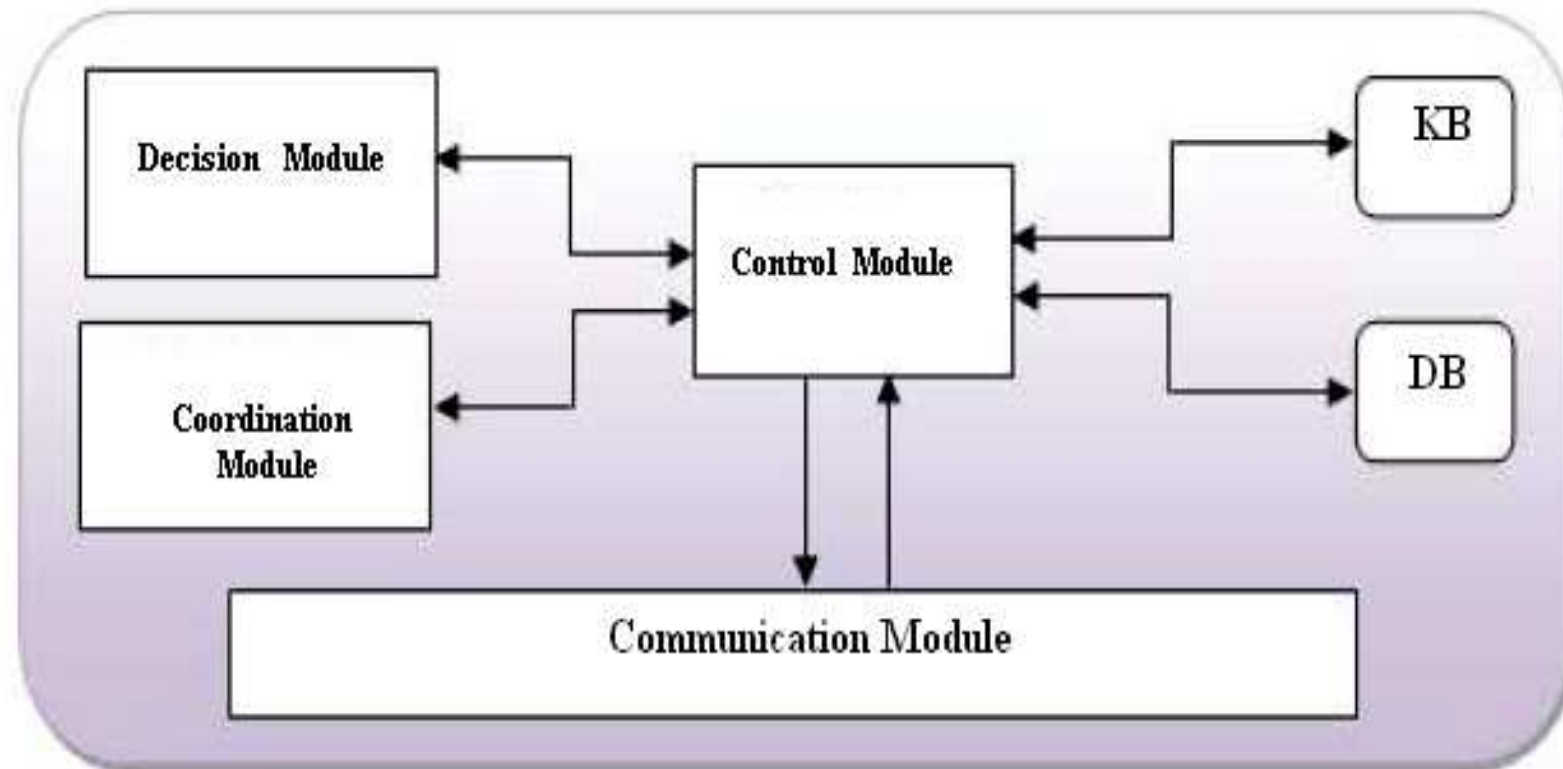 Decision Module
KB
Control Module
DB
Coordination
Module
Communication Module